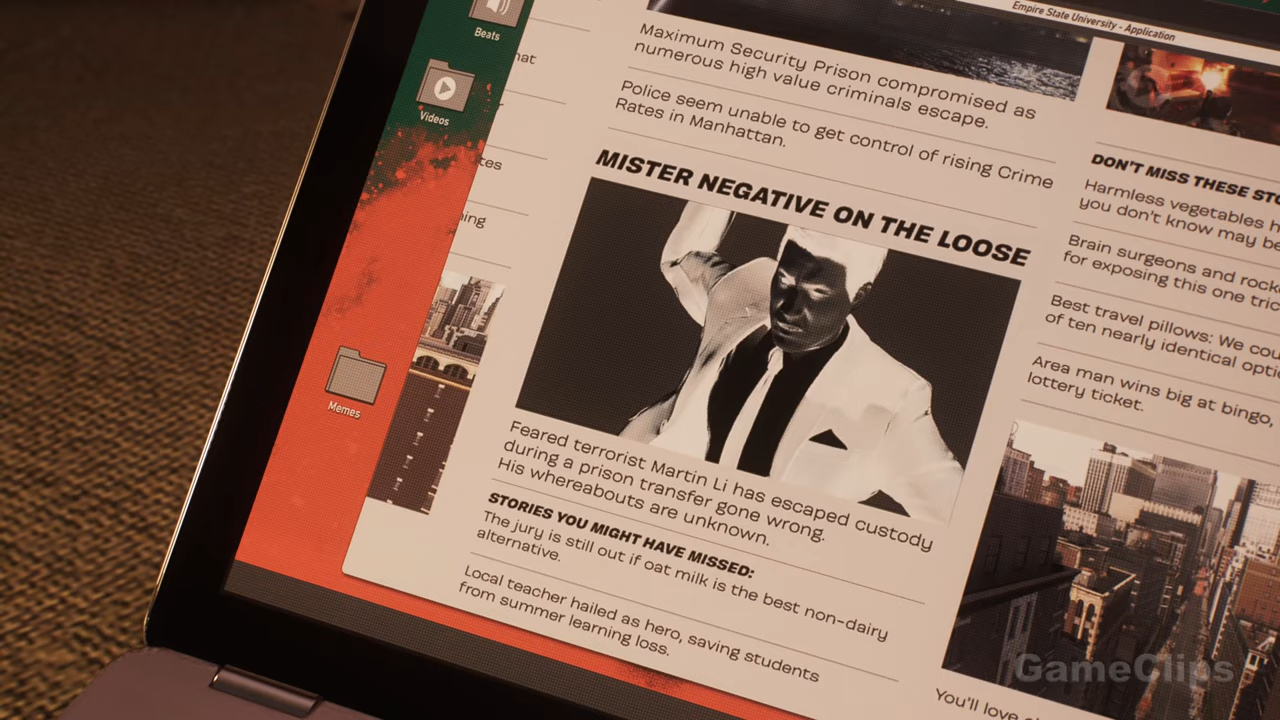 Empire State University - Application
Beats
Videos
Memes
Maximum Security Prison compromised as
numerous high value criminals escape.
Police seem unable to get control of rising Crime
Rates in Manhattan.
MISTER NEGATIVE ON THE LOOSE
Feared terrorist Martin Li has escaped custody
during a prison transfer gone wrong.
His whereabouts are unknown.
STORIES YOU MIGHT HAVE MISSED:
The jury is still out if oat milk is the best non-dairy
alternative.
Local teacher hailed as hero, saving students
from summer learning loss.
DON'T MISS THESE
Harmless vegetables
you don't know may be
Brain surgeons and
for exposing this one
Best travel pillows: We
of ten nearly identical
Area man wins big at bingo,
lottery ticket.
You'll love
GameClips